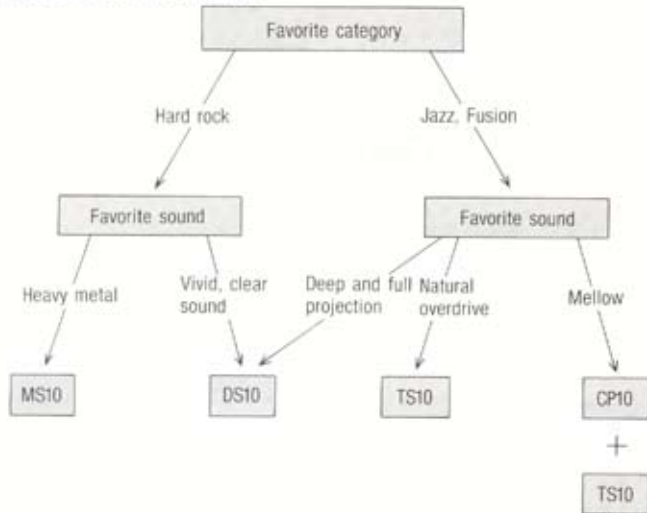 Favorite category
Hard rock
Jazz, Fusion
Favorite sound
Favorite sound
Heavy metal
Vivid, clear
sound
Deep and full
projection
Natural
overdrive
Mellow
MS10
DS10
TS10
CP10
+
TS10